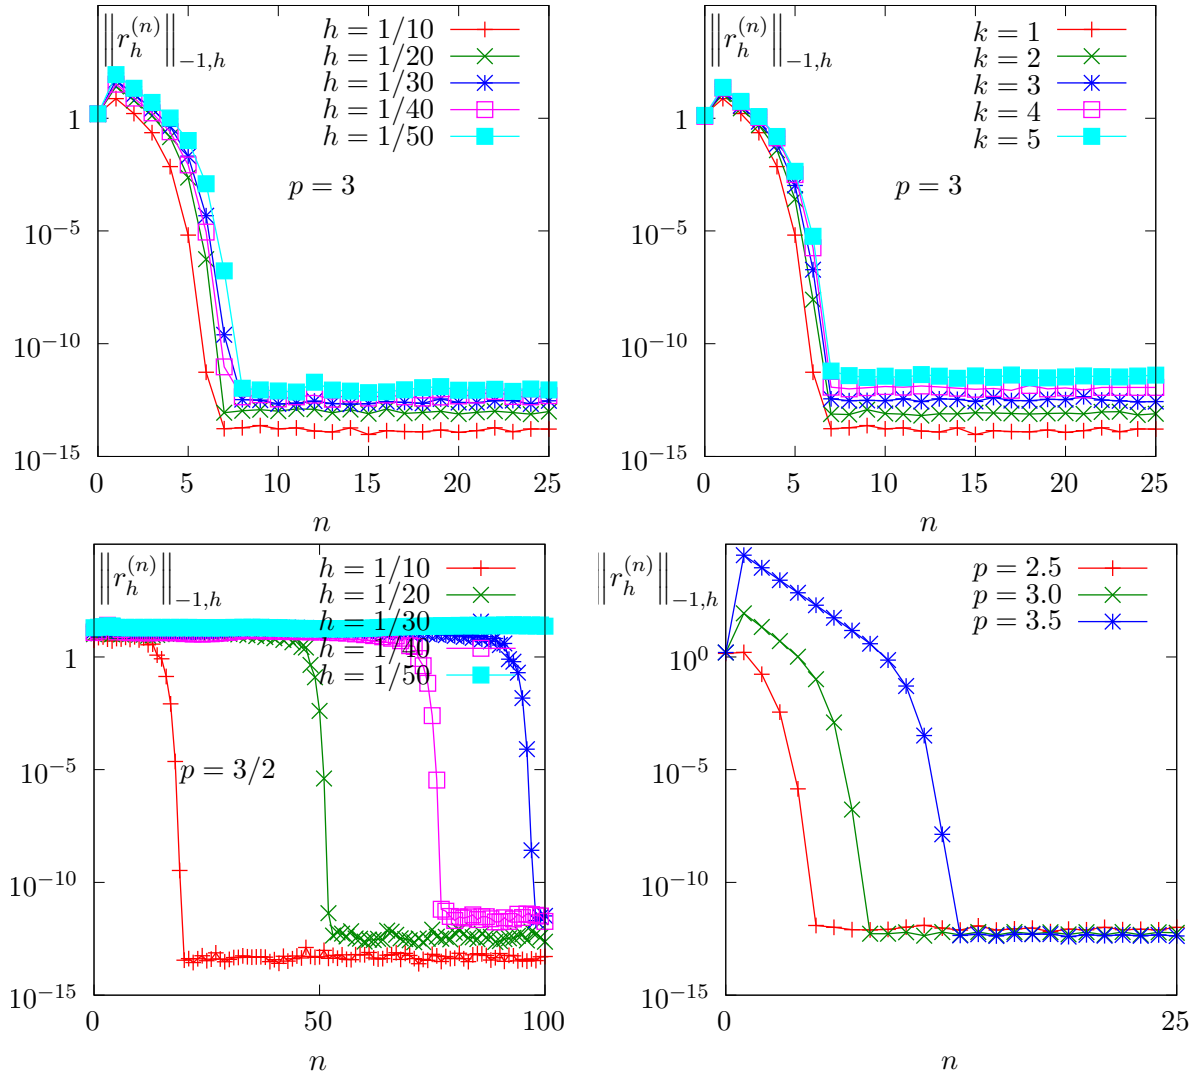 ‖r_h^(n)‖_{-1,h}
h = 1/10
h = 1/20
h = 1/30
h = 1/40
h = 1/50
p = 3
1
10^-5
10^-10
10^-15
0 5 10 15 20 25
n
‖r_h^(n)‖_{-1,h}
k = 1
k = 2
k = 3
k = 4
k = 5
p = 3
1
10^-5
10^-10
10^-15
0 5 10 15 20 25
n
‖r_h^(n)‖_{-1,h}
h = 1/10
h = 1/20
h = 1/30
h = 1/40
h = 1/50
p = 3/2
1
10^-5
10^-10
10^-15
0 50 100
n
‖r_h^(n)‖_{-1,h}
p = 2.5
p = 3.0
p = 3.5
10^0
10^-5
10^-10
10^-15
0 25
n